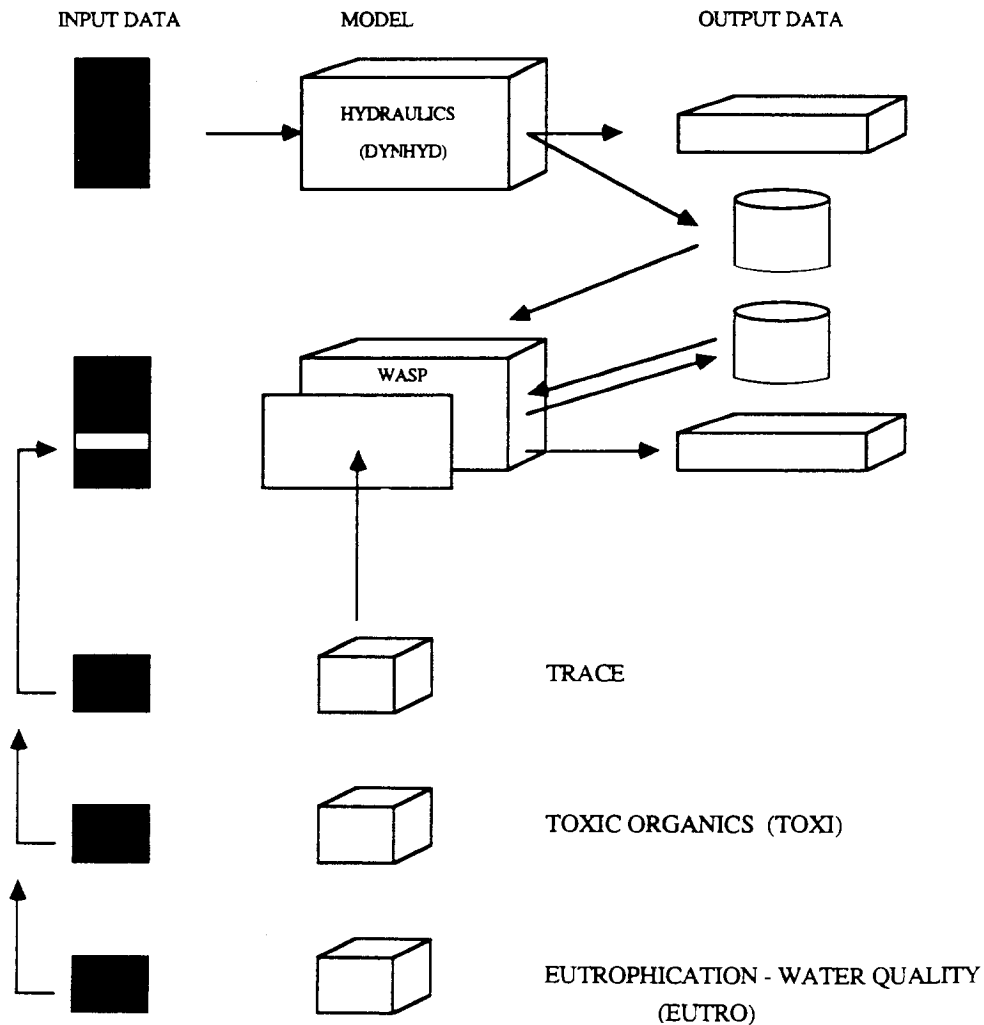 INPUT DATA
MODEL
OUTPUT DATA
HYDRAULICS
(DYNHYD)
WASP
TRACE
TOXIC ORGANICS (TOXI)
EUTROPHICATION - WATER QUALITY
(EUTRO)